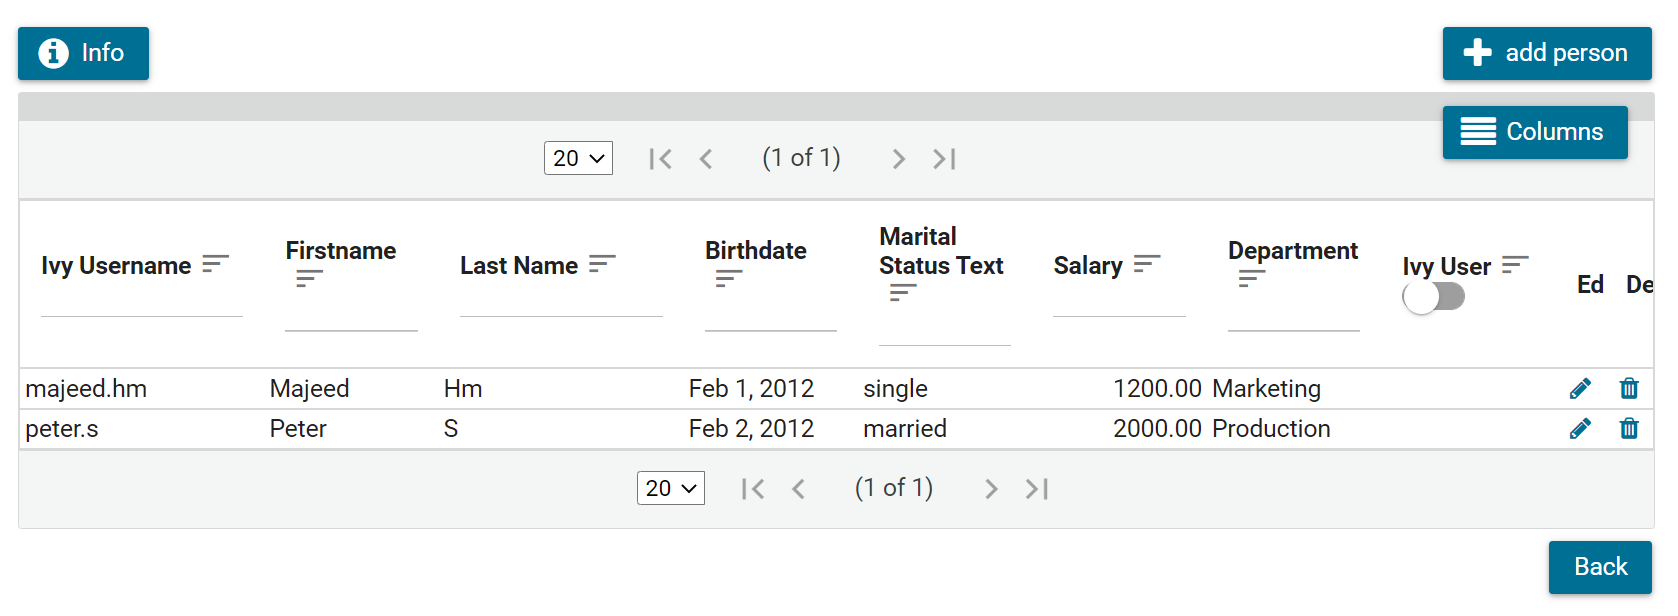 Info
add person
Columns
20 (1 of 1)
Ivy Username Firstname Last Name Birthdate Marital Status Text Salary Department Ivy User Ed De
majeed.hm Majeed Hm Feb 1, 2012 single 1200.00 Marketing
peter.s Peter S Feb 2, 2012 married 2000.00 Production
20 (1 of 1)
Back